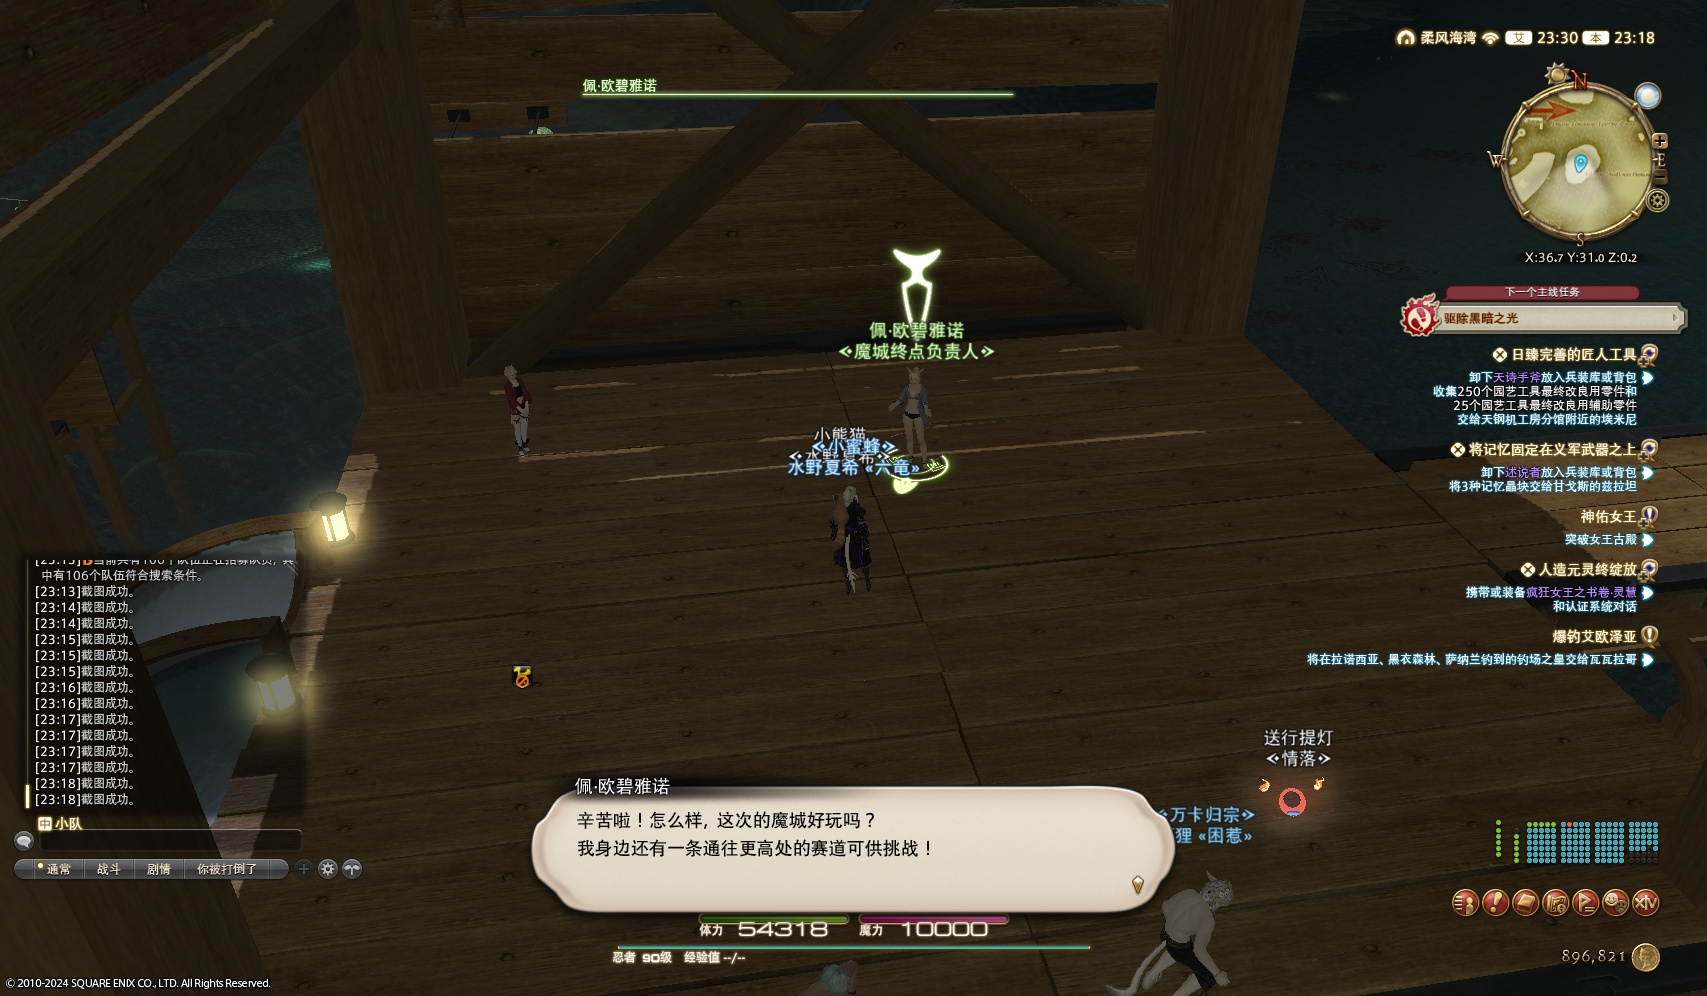 柔风海湾 艾 23:30 本 23:18
佩·欧碧雅诺
N
W
E
S
X:36.7 Y:31.0 Z:0.2
下一个主线任务
驱除黑暗之光
日臻完善的匠人工具
卸下天诗手斧放入兵装库或背包
收集250个园艺工具最终改良用零件和
25个园艺工具最终改良用辅助零件
交给天钢机工房分馆附近的埃米尼
将记忆固定在义军武器之上
卸下述说者放入兵装库或背包
将3种记忆晶块交给甘戈斯的兹拉坦
神佑女王
突破女王古殿
人造元灵终绽放
携带或装备疯狂女王之书卷·灵慧
和认证系统对话
爆钓艾欧泽亚
将在拉诺西亚、黑衣森林、萨纳兰钓到的钓场之皇交给瓦瓦拉哥
佩·欧碧雅诺
魔城终点负责人
小熊猫
小蜜蜂
水野夏希
水野夏希 «六竜»
中有106个队伍符合搜索条件。
[23:13]截图成功。
[23:14]截图成功。
[23:14]截图成功。
[23:15]截图成功。
[23:15]截图成功。
[23:15]截图成功。
[23:16]截图成功。
[23:16]截图成功。
[23:17]截图成功。
[23:17]截图成功。
[23:17]截图成功。
[23:17]截图成功。
[23:18]截图成功。
[23:18]截图成功。
中 小队
通常 战斗 剧情 你被打倒了
送行提灯
情落
万卡归宗
狸 «困惹»
佩·欧碧雅诺
辛苦啦！怎么样，这次的魔城好玩吗？
我身边还有一条通往更高处的赛道可供挑战！
体力 54318 魔力 10000
忍者 90级 经验值 --/--
XIV
896,821
© 2010-2024 SQUARE ENIX CO., LTD. All Rights Reserved.